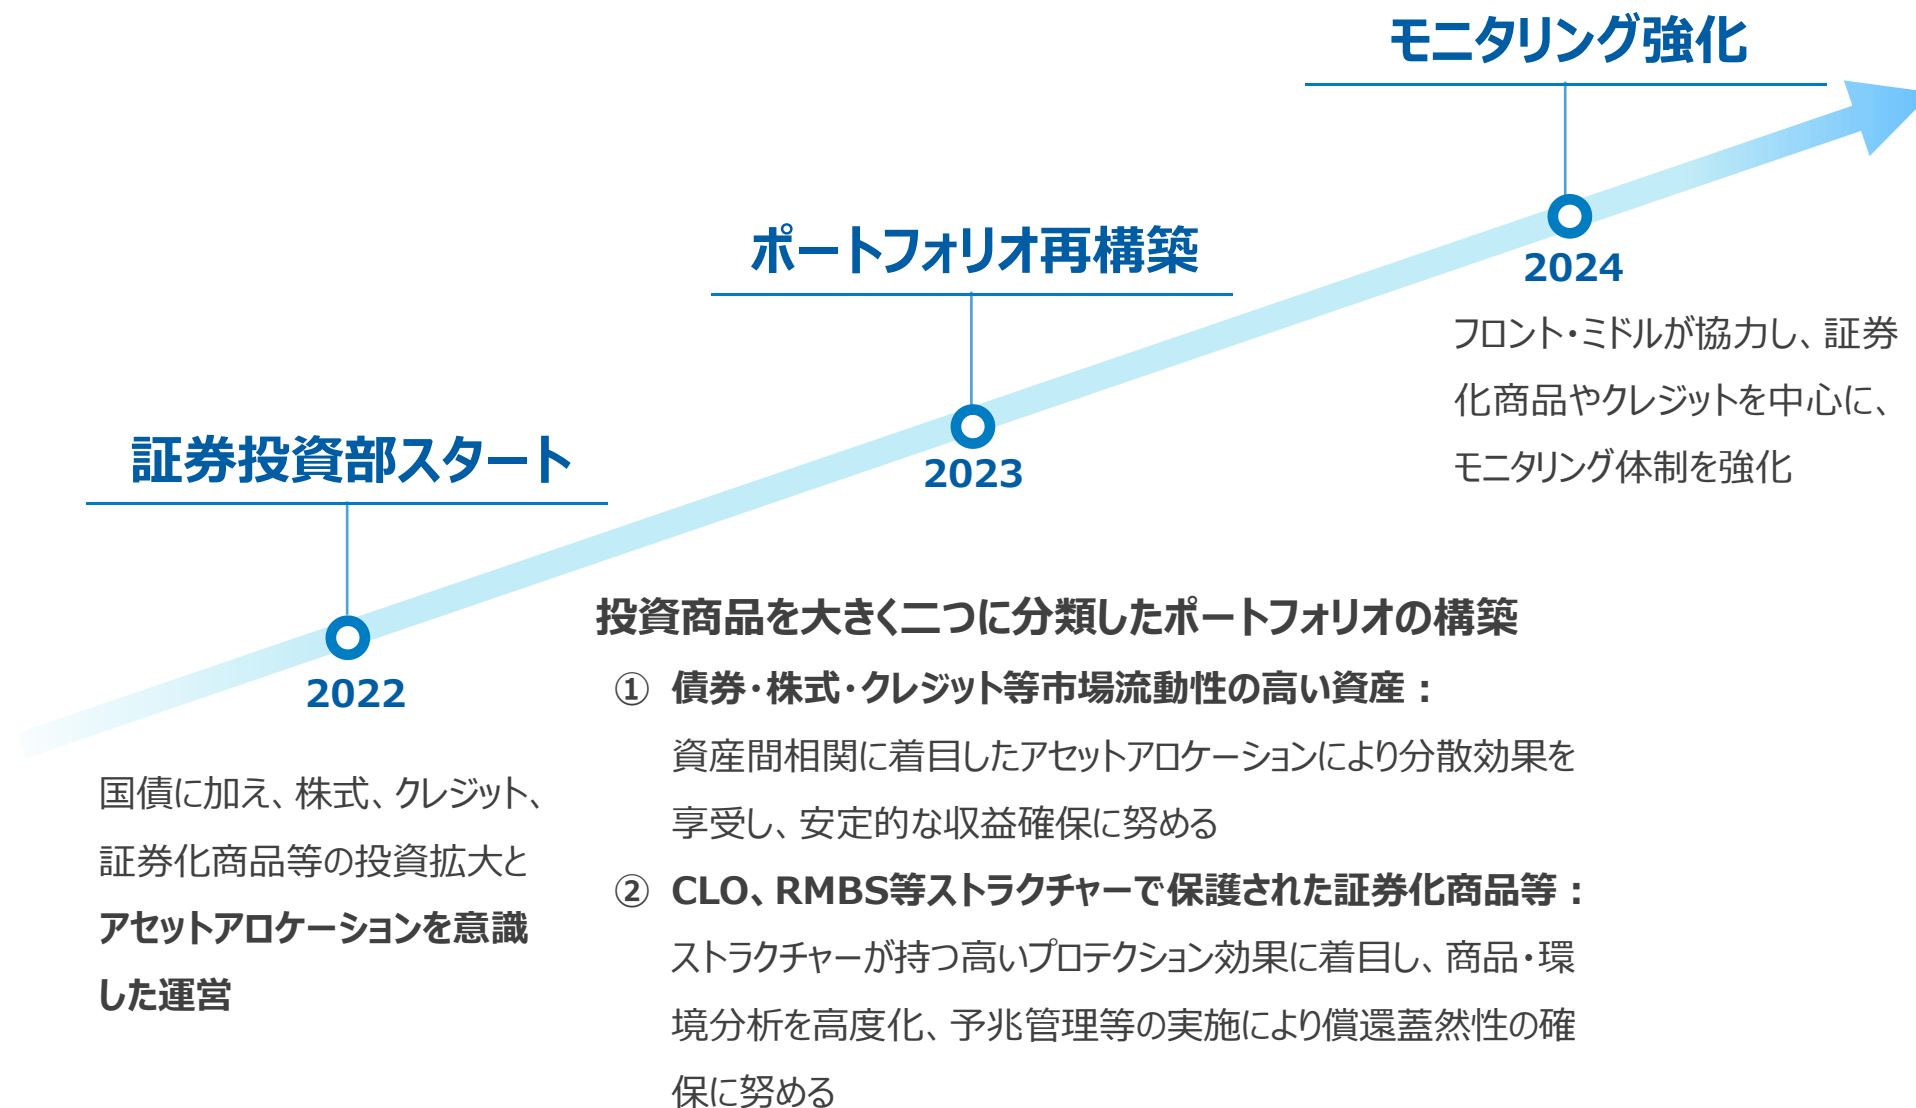 モニタリング強化
2024
フロント・ミドルが協力し、証券
化商品やクレジットを中心に、
モニタリング体制を強化
ポートフォリオ再構築
2023
投資商品を大きく二つに分類したポートフォリオの構築
① 債券・株式・クレジット等市場流動性の高い資産：
資産間相関に着目したアセットアロケーションにより分散効果を
享受し、安定的な収益確保に努める
② CLO、RMBS等ストラクチャーで保護された証券化商品等：
ストラクチャーが持つ高いプロテクション効果に着目し、商品・環
境分析を高度化、予兆管理等の実施により償還蓋然性の確
保に努める
証券投資部スタート
2022
国債に加え、株式、クレジット、
証券化商品等の投資拡大と
アセットアロケーションを意識
した運営